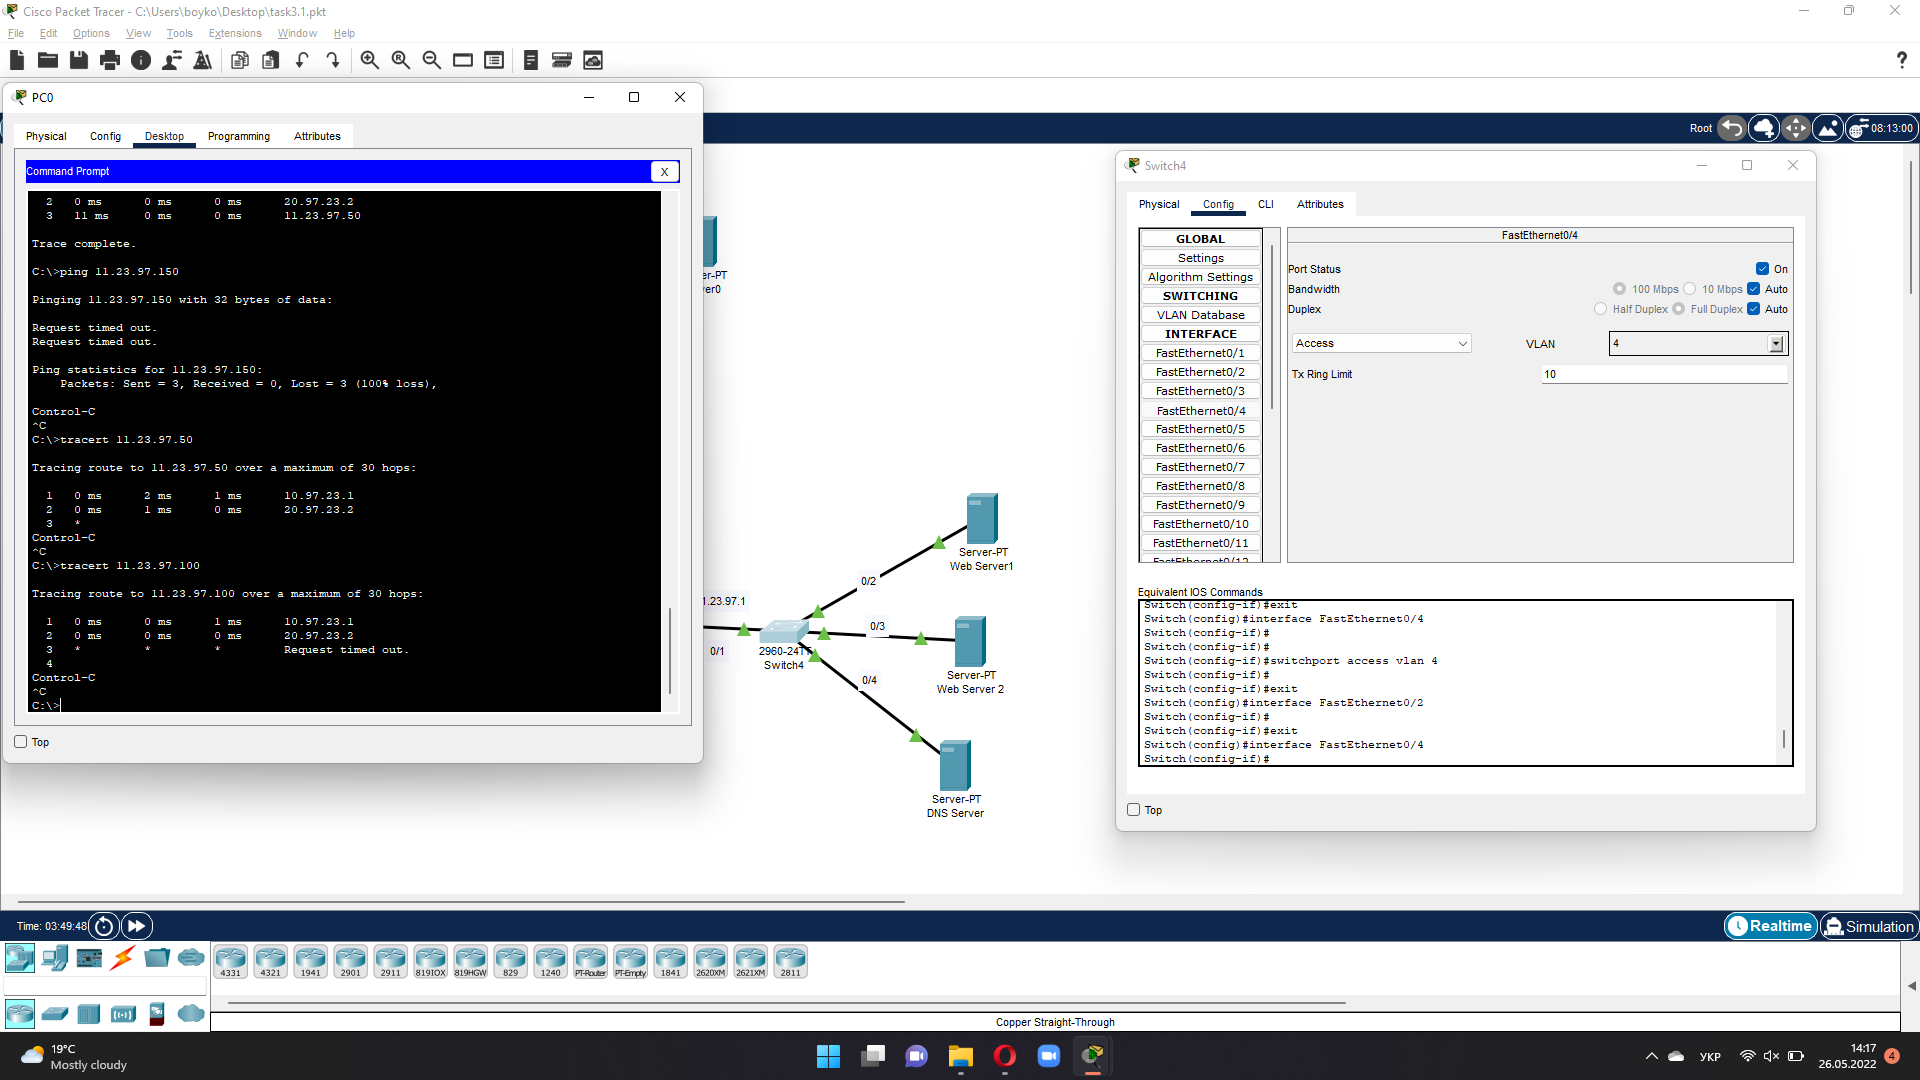 Cisco Packet Tracer - C:\Users\boyko\Desktop\task3.1.pkt
File Edit Options View Tools Extensions Window Help
PC0
Physical Config Desktop Programming Attributes
Command Prompt
X
2 0 ms 0 ms 0 ms 20.97.23.2
3 11 ms 0 ms 0 ms 11.23.97.50
Trace complete.
C:\>ping 11.23.97.150
Pinging 11.23.97.150 with 32 bytes of data:
Request timed out.
Request timed out.
Ping statistics for 11.23.97.150:
Packets: Sent = 3, Received = 0, Lost = 3 (100% loss),
Control-C
^C
C:\>tracert 11.23.97.50
Tracing route to 11.23.97.50 over a maximum of 30 hops:
1 0 ms 2 ms 1 ms 10.97.23.1
2 0 ms 1 ms 0 ms 20.97.23.2
3 *
Control-C
^C
C:\>tracert 11.23.97.100
Tracing route to 11.23.97.100 over a maximum of 30 hops:
1 0 ms 0 ms 1 ms 10.97.23.1
2 0 ms 0 ms 0 ms 20.97.23.2
3 * * * Request timed out.
4
Control-C
^C
C:\>
Top
Root 08:13:00
er-PT
ver0
Server-PT
Web Server1
0/2
1.23.97.1
0/3
0/1
2960-24TT
Switch4
Server-PT
Web Server 2
0/4
Server-PT
DNS Server
Switch4
Physical Config CLI Attributes
GLOBAL
Settings
Algorithm Settings
SWITCHING
VLAN Database
INTERFACE
FastEthernet0/1
FastEthernet0/2
FastEthernet0/3
FastEthernet0/4
FastEthernet0/5
FastEthernet0/6
FastEthernet0/7
FastEthernet0/8
FastEthernet0/9
FastEthernet0/10
FastEthernet0/11
FastEthernet0/12
FastEthernet0/4
Port Status On
Bandwidth 100 Mbps 10 Mbps Auto
Duplex Half Duplex Full Duplex Auto
Access VLAN 4
Tx Ring Limit 10
Equivalent IOS Commands
Switch(config-if)#exit
Switch(config)#interface FastEthernet0/4
Switch(config-if)#
Switch(config-if)#
Switch(config-if)#switchport access vlan 4
Switch(config-if)#
Switch(config-if)#exit
Switch(config)#interface FastEthernet0/2
Switch(config-if)#
Switch(config-if)#exit
Switch(config)#interface FastEthernet0/4
Switch(config-if)#
Top
Time: 03:49:48
Realtime Simulation
4331 4321 1941 2901 2911 819IOX 819HGW 829 1240 PT-Router PT-Empty 1841 2620XM 2621XM 2811
Copper Straight-Through
19°C
Mostly cloudy
УКР
14:17
26.05.2022
4